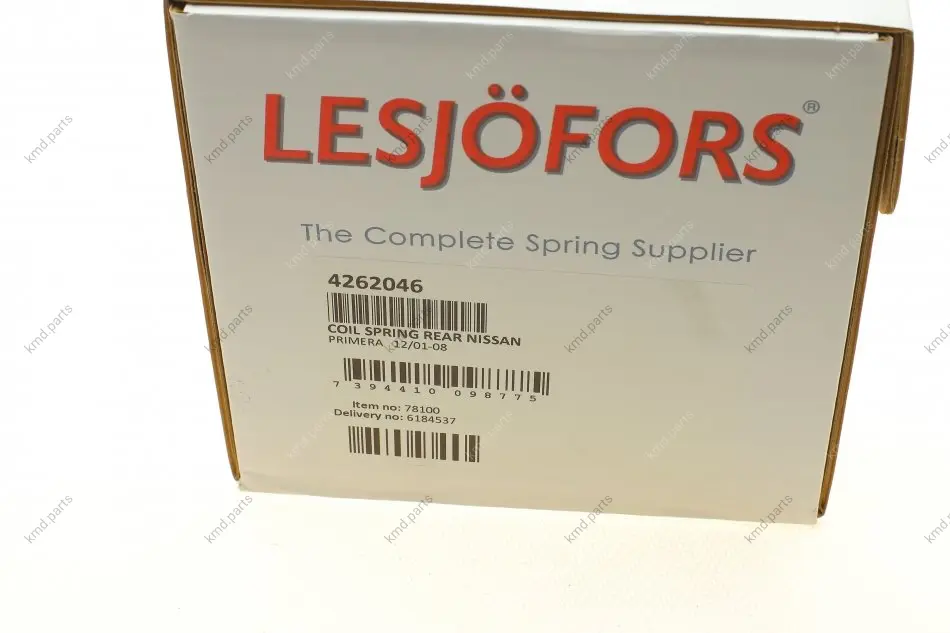 LESJÖFORS®
The Complete Spring Supplier
4262046
COIL SPRING REAR NISSAN
PRIMERA 12/01-08
7 394410 098775
Item no: 78100
Delivery no: 6184537
kmd.parts